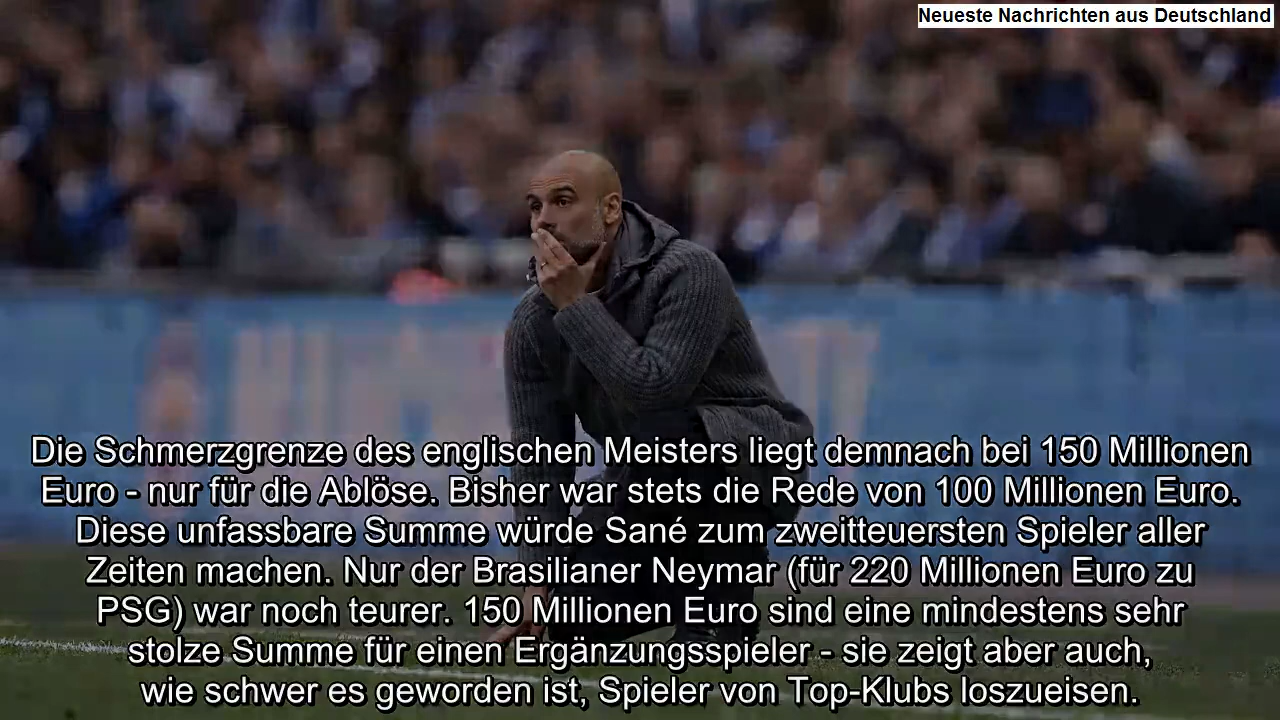 Neueste Nachrichten aus Deutschland
Die Schmerzgrenze des englischen Meisters liegt demnach bei 150 Millionen
Euro - nur für die Ablöse. Bisher war stets die Rede von 100 Millionen Euro.
Diese unfassbare Summe würde Sané zum zweitteuersten Spieler aller
Zeiten machen. Nur der Brasilianer Neymar (für 220 Millionen Euro zu
PSG) war noch teurer. 150 Millionen Euro sind eine mindestens sehr
stolze Summe für einen Ergänzungsspieler - sie zeigt aber auch,
wie schwer es geworden ist, Spieler von Top-Klubs loszueisen.